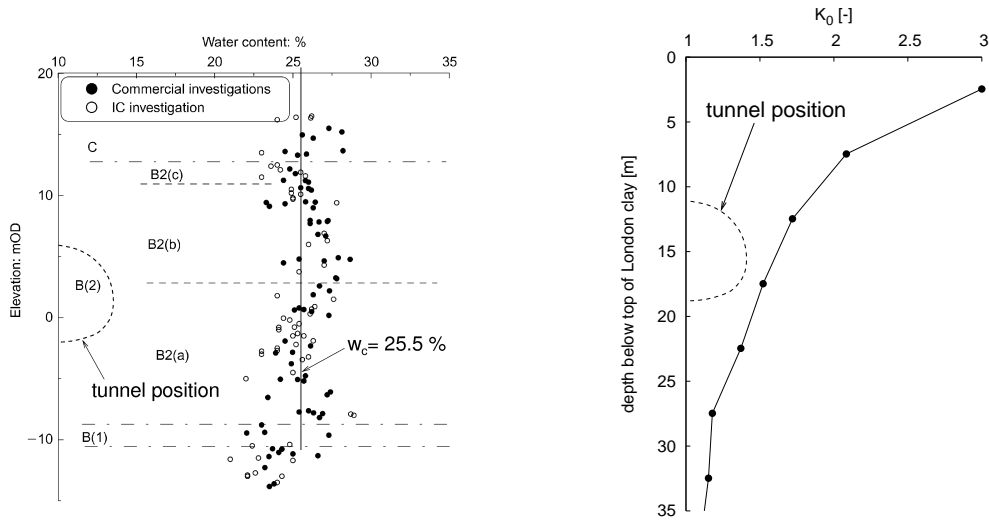 Water content: %
10 15 20 25 30 35
20
10
0
−10
Elevation: mOD
Commercial investigations
IC investigation
C
B2(c)
B2(b)
B(2)
B2(a)
w_c= 25.5 %
tunnel position
B(1)
K_0 [-]
1 1.5 2 2.5 3
0
5
10
15
20
25
30
35
depth below top of London clay [m]
tunnel position